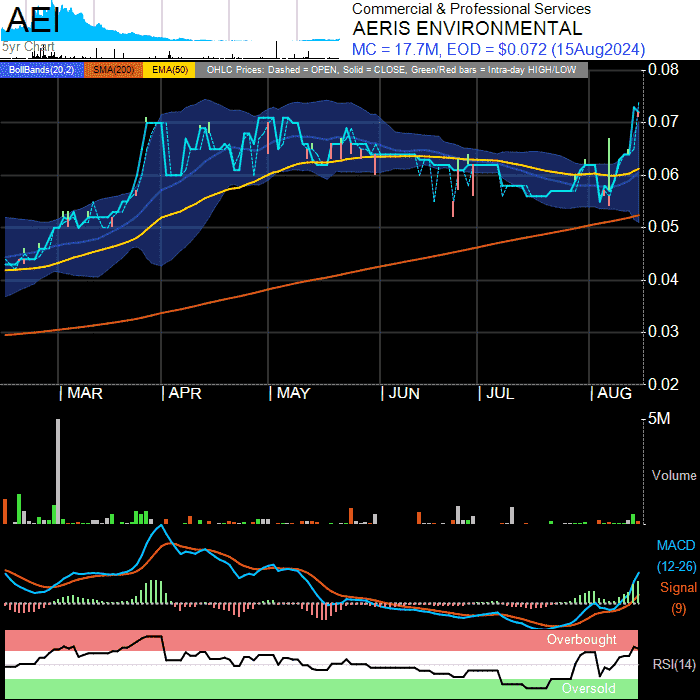 AEI
5yr Chart
Commercial & Professional Services
AERIS ENVIRONMENTAL
MC = 17.7M, EOD = $0.072 (15Aug2024)
BollBands(20,2) SMA(200) EMA(50) OHLC Prices: Dashed = OPEN, Solid = CLOSE, Green/Red bars = Intra-day HIGH/LOW
0.08
0.07
0.06
0.05
0.04
0.03
0.02
MAR APR MAY JUN JUL AUG
5M
Volume
MACD
(12-26)
Signal
(9)
Overbought
RSI(14)
Oversold